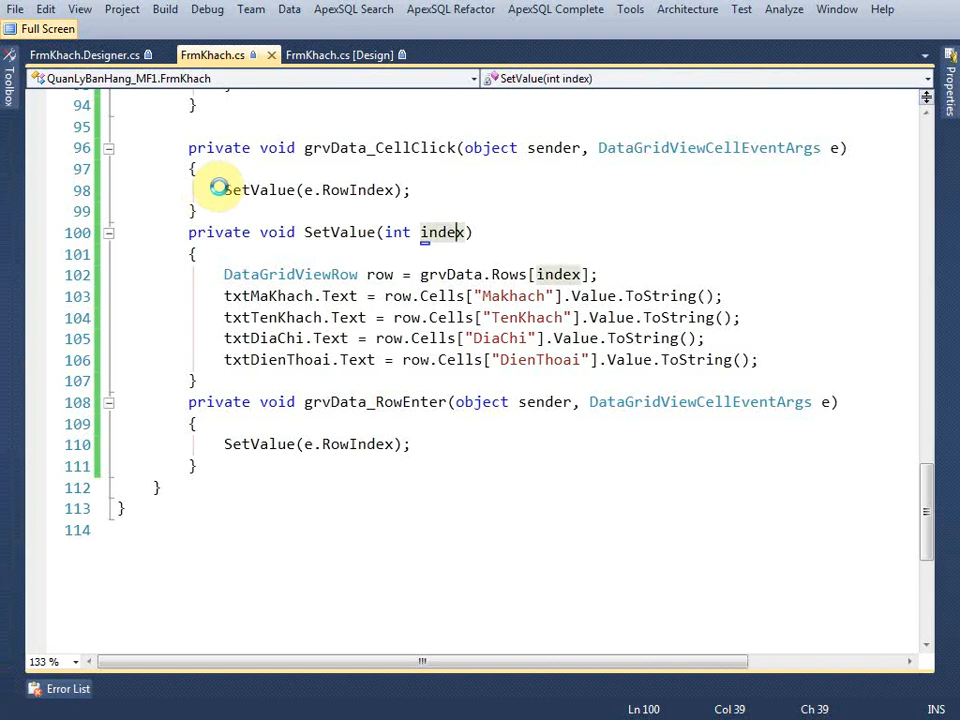 File Edit View Project Build Debug Team Data ApexSQL Search ApexSQL Refactor ApexSQL Complete Tools Architecture Test Analyze Window Help
Full Screen
Toolbox
FrmKhach.Designer.cs FrmKhach.cs FrmKhach.cs [Design]
Properties
QuanLyBanHang_MF1.FrmKhach SetValue(int index)
94 }
95
96 private void grvData_CellClick(object sender, DataGridViewCellEventArgs e)
97 {
98 SetValue(e.RowIndex);
99 }
100 private void SetValue(int index)
101 {
102 DataGridViewRow row = grvData.Rows[index];
103 txtMaKhach.Text = row.Cells["Makhach"].Value.ToString();
104 txtTenKhach.Text = row.Cells["TenKhach"].Value.ToString();
105 txtDiaChi.Text = row.Cells["DiaChi"].Value.ToString();
106 txtDienThoai.Text = row.Cells["DienThoai"].Value.ToString();
107 }
108 private void grvData_RowEnter(object sender, DataGridViewCellEventArgs e)
109 {
110 SetValue(e.RowIndex);
111 }
112 }
113 }
114
133 %
Error List
Ln 100 Col 39 Ch 39 INS